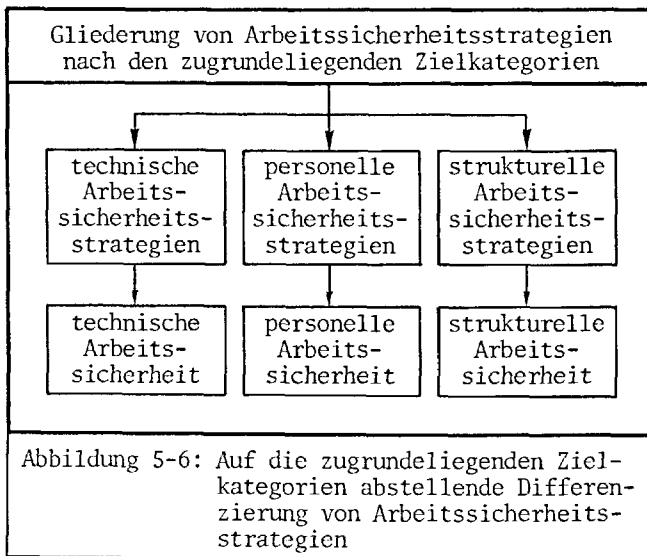 Gliederung von Arbeitssicherheitsstrategien
nach den zugrundeliegenden Zielkategorien
technische
Arbeits-
sicherheits-
strategien
personelle
Arbeits-
sicherheits-
strategien
strukturelle
Arbeits-
sicherheits-
strategien
technische
Arbeits-
sicherheit
personelle
Arbeits-
sicherheit
strukturelle
Arbeits-
sicherheit
Abbildung 5-6: Auf die zugrundeliegenden Ziel-
kategorien abstellende Differen-
zierung von Arbeitssicherheits-
strategien